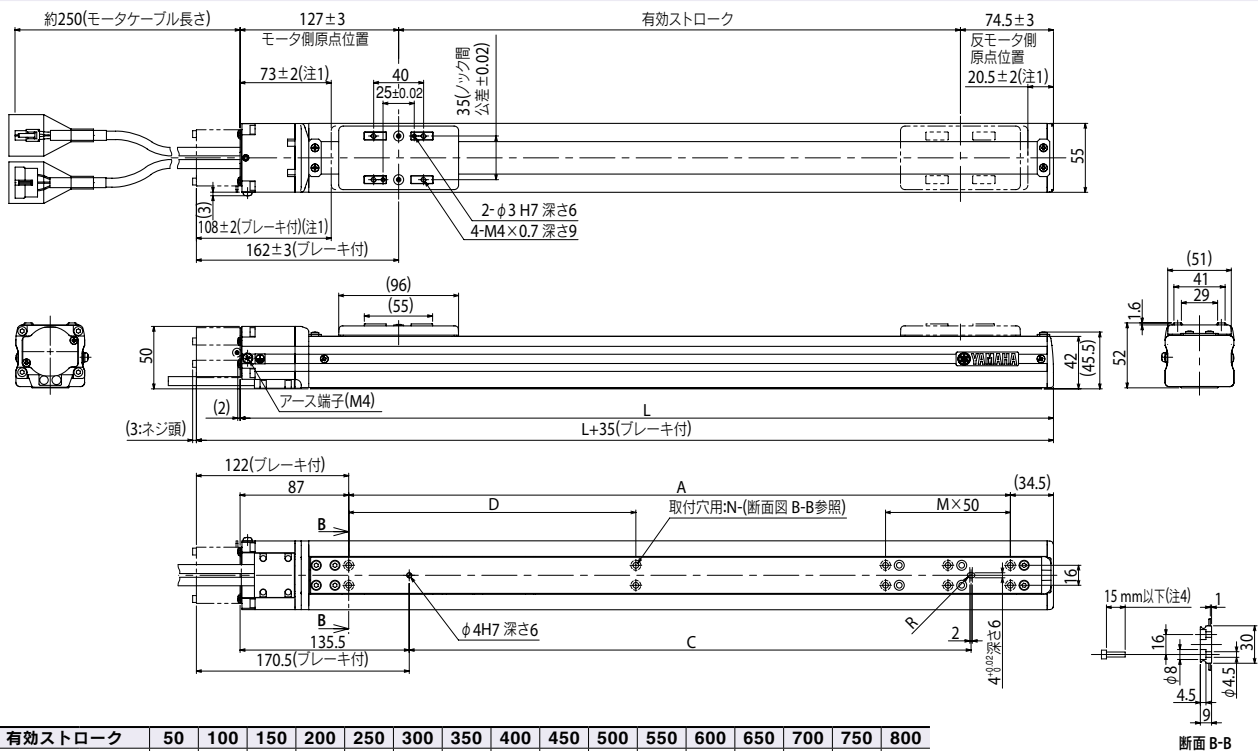 約250(モータケーブル長さ)
127±3
モータ側原点位置
有効ストローク
74.5±3
反モータ側
原点位置
73±2(注1)
40
25±0.02
35(ノック間
公差±0.02)
20.5±2(注1)
55
(3)
108±2(ブレーキ付)(注1)
162±3(ブレーキ付)
2-φ3 H7 深さ6
4-M4×0.7 深さ9
(96)
(55)
50
YAMAHA
42
(45.5)
(51)
41
29
1.6
52
アース端子(M4)
(2)
L
(3:ネジ頭)
L+35(ブレーキ付)
122(ブレーキ付)
87
A
(34.5)
D
取付穴用:N-(断面図 B-B参照)
M×50
B
16
B
φ4H7 深さ6
R
2
4+0.02 0 深さ6
135.5
C
170.5(ブレーキ付)
15 mm以下(注4)
1
16
30
φ8
φ4.5
4.5
9
断面 B-B
有効ストローク 50 100 150 200 250 300 350 400 450 500 550 600 650 700 750 800